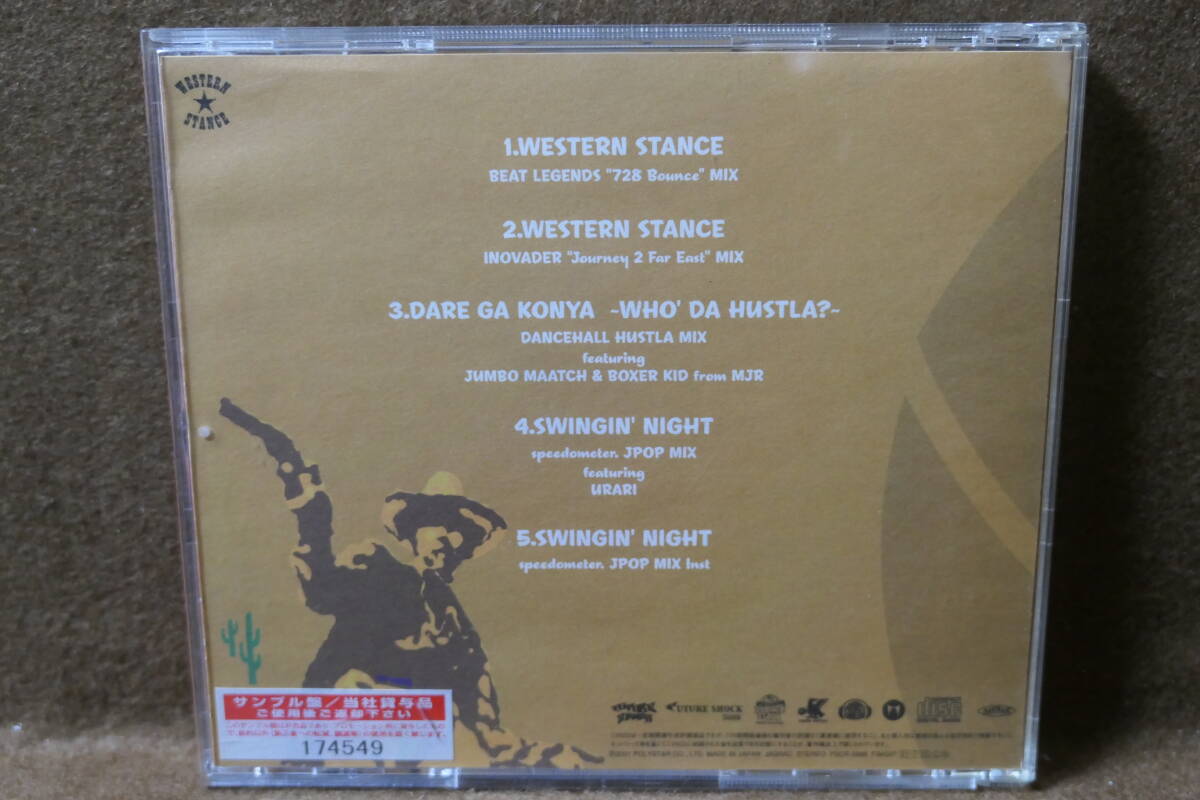 WESTERN
STANCE
1.WESTERN STANCE
BEAT LEGENDS "728 Bounce" MIX
2.WESTERN STANCE
INOVADER "Journey 2 Far East" MIX
3.DARE GA KONYA ~WHO' DA HUSTLA?~
DANCEHALL HUSTLA MIX
featuring
JUMBO MAATCH & BOXER KID from MJR
4.SWINGIN' NIGHT
speedometer. JPOP MIX
featuring
URARI
5.SWINGIN' NIGHT
speedometer. JPOP MIX Inst
サンプル盤/当社貸与品
ご使用後ご返却下さい
174549
FUTURE SHOCK